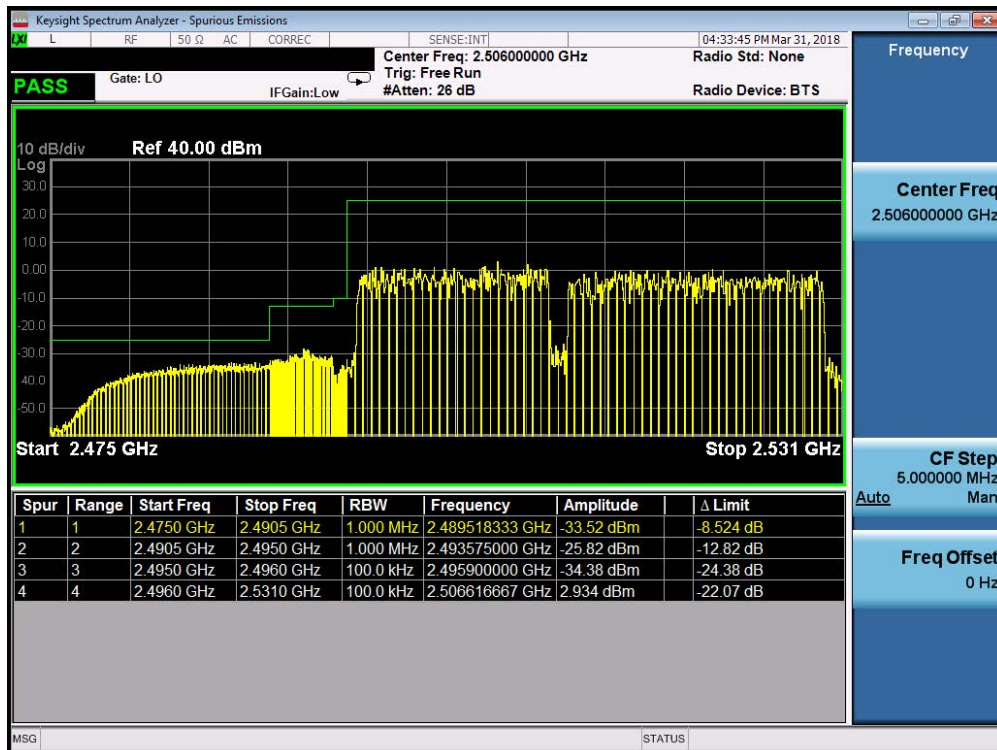 Keysight Spectrum Analyzer - Spurious Emissions
LXI L RF 50 Ω AC CORREC SENSE:INT 04:33:45 PM Mar 31, 2018
Center Freq: 2.506000000 GHz Radio Std: None
Trig: Free Run
PASS Gate: LO IFGain:Low #Atten: 26 dB Radio Device: BTS
10 dB/div Ref 40.00 dBm
Log
30.0
20.0
10.0
0.00
-10.0
-20.0
-30.0
40.0
-50.0
Start 2.475 GHz Stop 2.531 GHz
Spur Range Start Freq Stop Freq RBW Frequency Amplitude Δ Limit
1 1 2.4750 GHz 2.4905 GHz 1.000 MHz 2.489518333 GHz -33.52 dBm -8.524 dB
2 2 2.4905 GHz 2.4950 GHz 1.000 MHz 2.493575000 GHz -25.82 dBm -12.82 dB
3 3 2.4950 GHz 2.4960 GHz 100.0 kHz 2.495900000 GHz -34.38 dBm -24.38 dB
4 4 2.4960 GHz 2.5310 GHz 100.0 kHz 2.506616667 GHz 2.934 dBm -22.07 dB
MSG STATUS
Frequency
Center Freq
2.506000000 GHz
CF Step
5.000000 MHz
Auto Man
Freq Offset
0 Hz